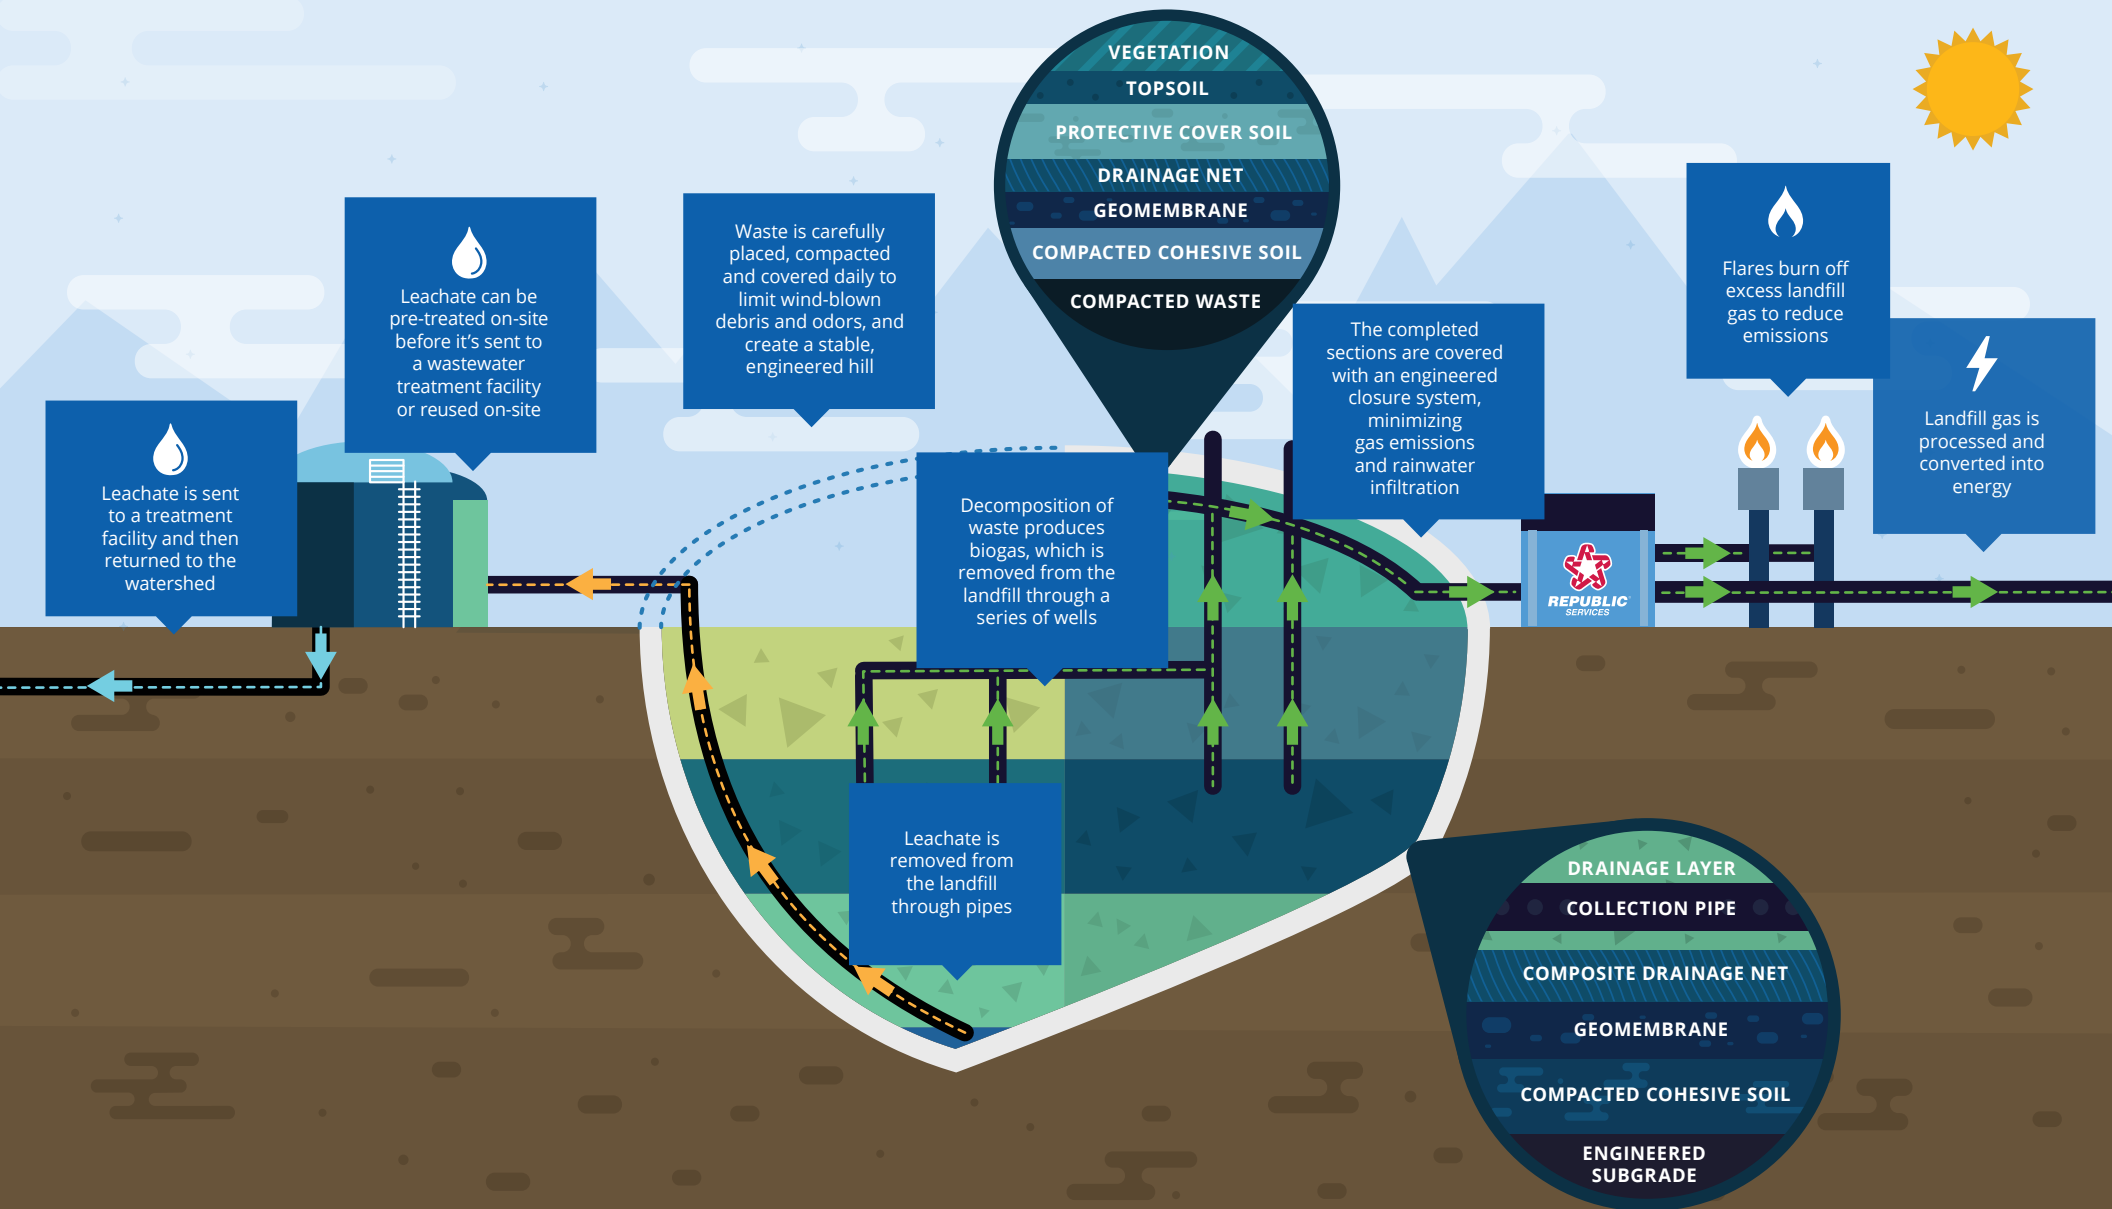 VEGETATION
TOPSOIL
PROTECTIVE COVER SOIL
DRAINAGE NET
GEOMEMBRANE
COMPACTED COHESIVE SOIL
COMPACTED WASTE
Leachate is sent
to a treatment
facility and then
returned to the
watershed
Leachate can be
pre-treated on-site
before it’s sent to
a wastewater
treatment facility
or reused on-site
Waste is carefully
placed, compacted
and covered daily to
limit wind-blown
debris and odors, and
create a stable,
engineered hill
Decomposition of
waste produces
biogas, which is
removed from the
landfill through a
series of wells
The completed
sections are covered
with an engineered
closure system,
minimizing
gas emissions
and rainwater
infiltration
Flares burn off
excess landfill
gas to reduce
emissions
Landfill gas is
processed and
converted into
energy
REPUBLIC
SERVICES
Leachate is
removed from
the landfill
through pipes
DRAINAGE LAYER
COLLECTION PIPE
COMPOSITE DRAINAGE NET
GEOMEMBRANE
COMPACTED COHESIVE SOIL
ENGINEERED
SUBGRADE